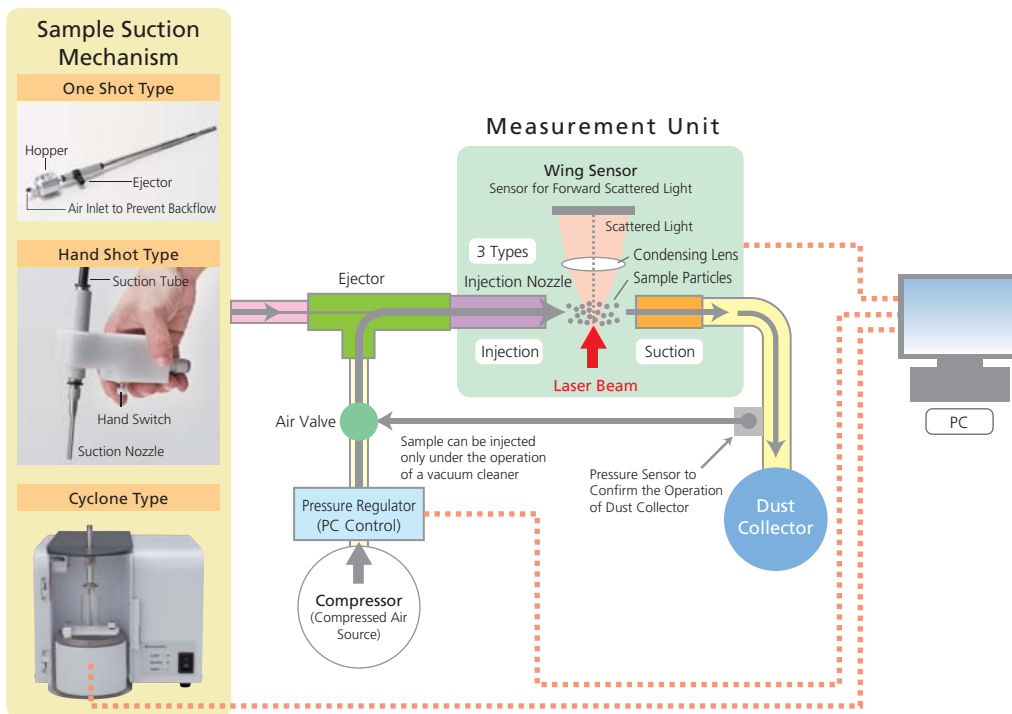 Sample Suction
Mechanism
One Shot Type
Hopper
Ejector
Air Inlet to Prevent Backflow
Hand Shot Type
Suction Tube
Hand Switch
Suction Nozzle
Cyclone Type
Measurement Unit
Wing Sensor
Sensor for Forward Scattered Light
Scattered Light
3 Types
Condensing Lens
Ejector
Injection Nozzle
Sample Particles
Injection
Suction
Laser Beam
Air Valve
Sample can be injected
only under the operation
of a vacuum cleaner
Pressure Sensor to
Confirm the Operation
of Dust Collector
Pressure Regulator
(PC Control)
Dust
Collector
Compressor
(Compressed Air
Source)
PC